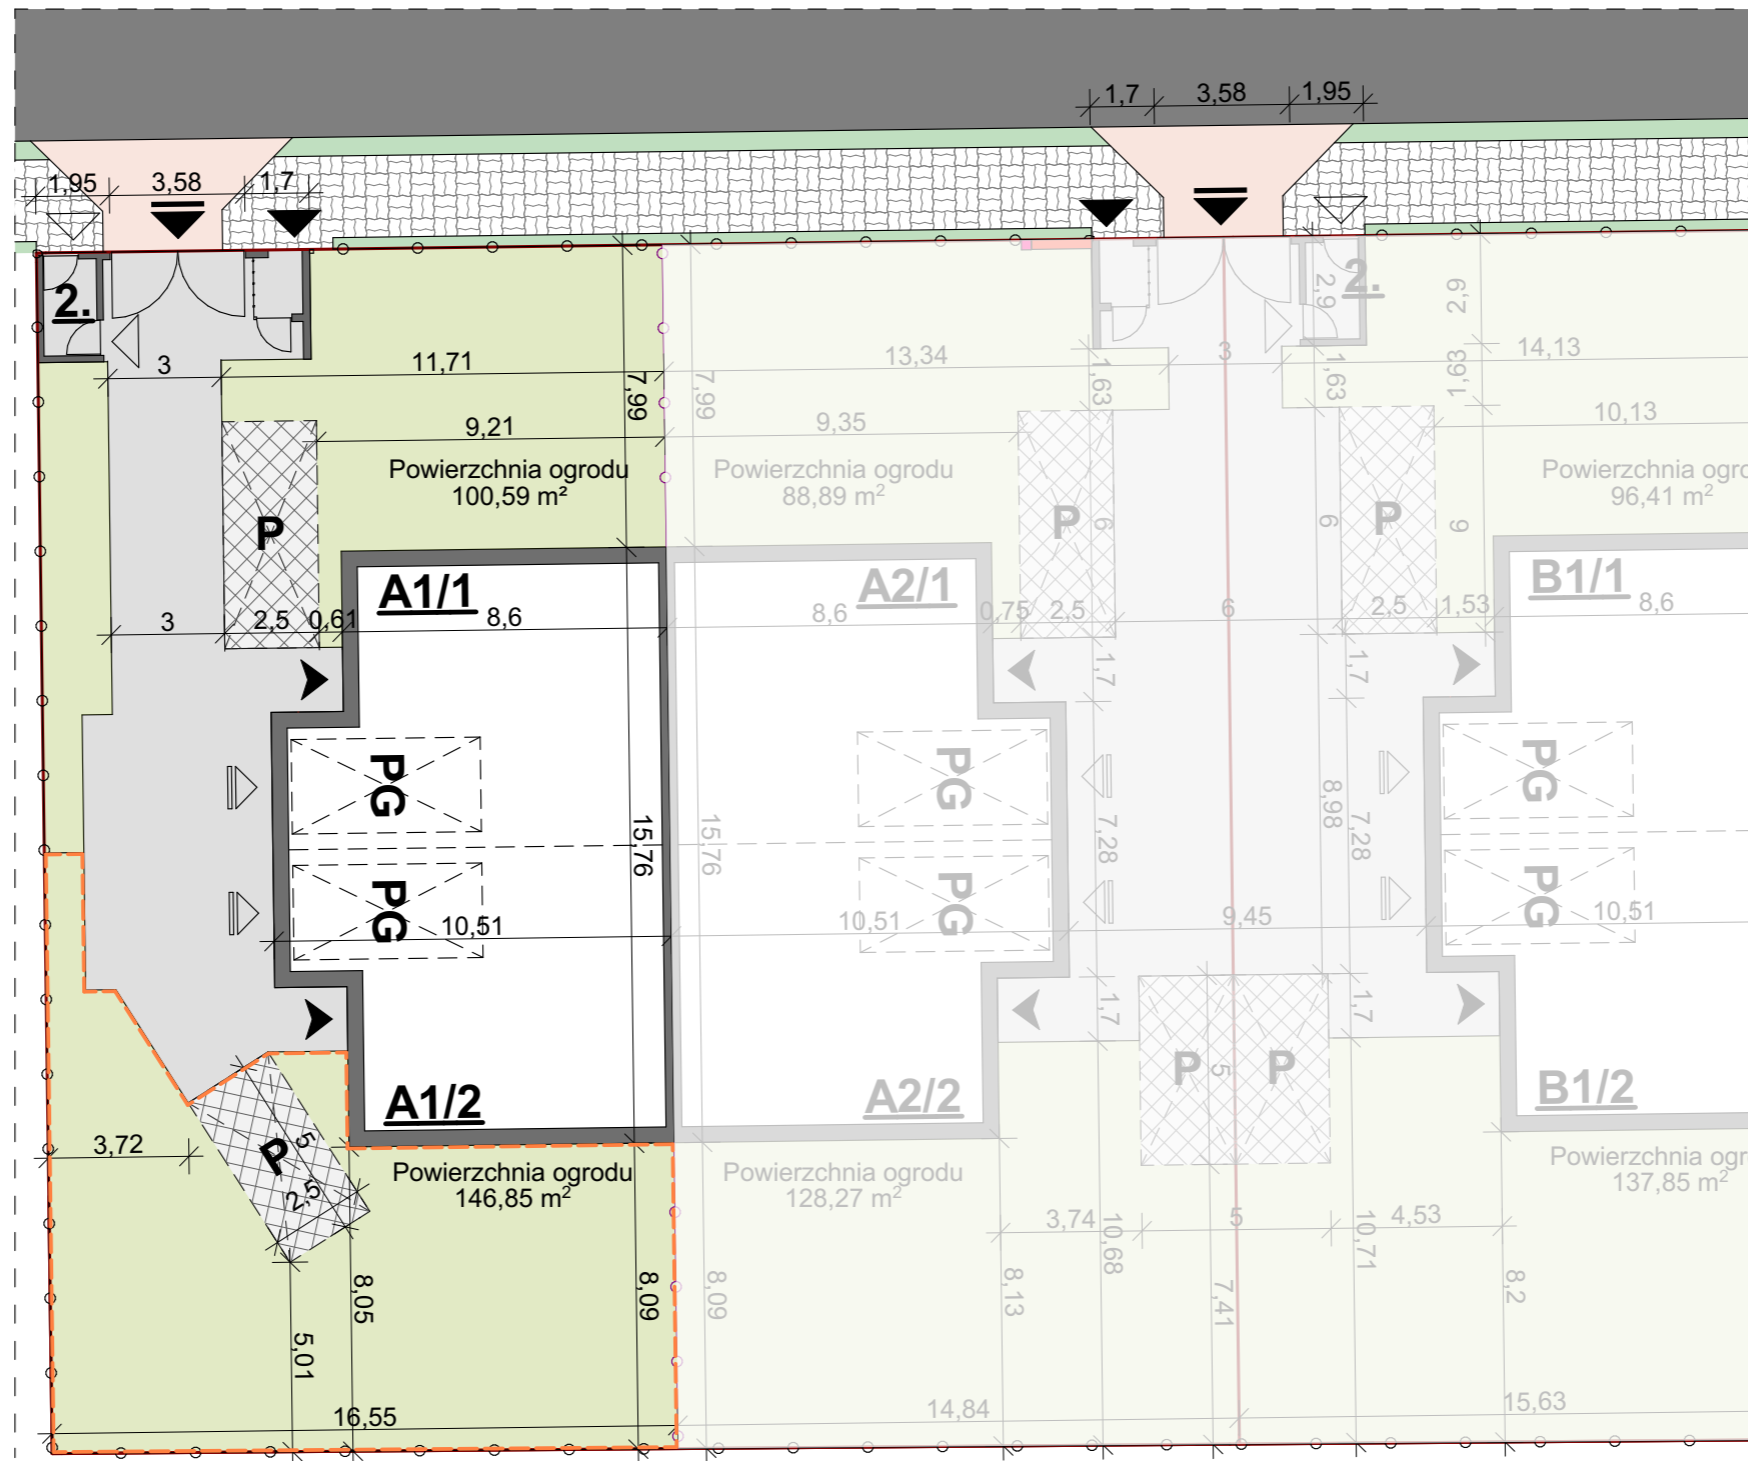 1,7 3,58 1,95
1,95 3,58 1,7
2.
2.
2,9
2,9
3 11,71
13,34 3 14,13
7,99 7,99
1,63 1,63 1,63
9,21 9,35 10,13
Powierzchnia ogrodu
100,59 m²
Powierzchnia ogrodu
88,89 m²
Powierzchnia ogro
96,41 m²
P P P
6 6 6
A1/1 A2/1 B1/1
3 2,5 0,61 8,6
8,6 0,75 2,5 6 2,5 1,53 8,6
1,7 1,7
PG PG PG
15,76 15,76
7,28 8,98 7,28
PG PG PG
10,51 10,51 9,45 10,51
1,7 1,7
A1/2 A2/2 B1/2
P 5 P
3,72 P 5
2,5
Powierzchnia ogrodu
146,85 m²
Powierzchnia ogrodu
128,27 m²
Powierzchnia ogr
137,85 m²
3,74 5 4,53
10,68 10,71
8,05 8,09 8,09 8,13 7,41 8,2
5,01
16,55 14,84 15,63